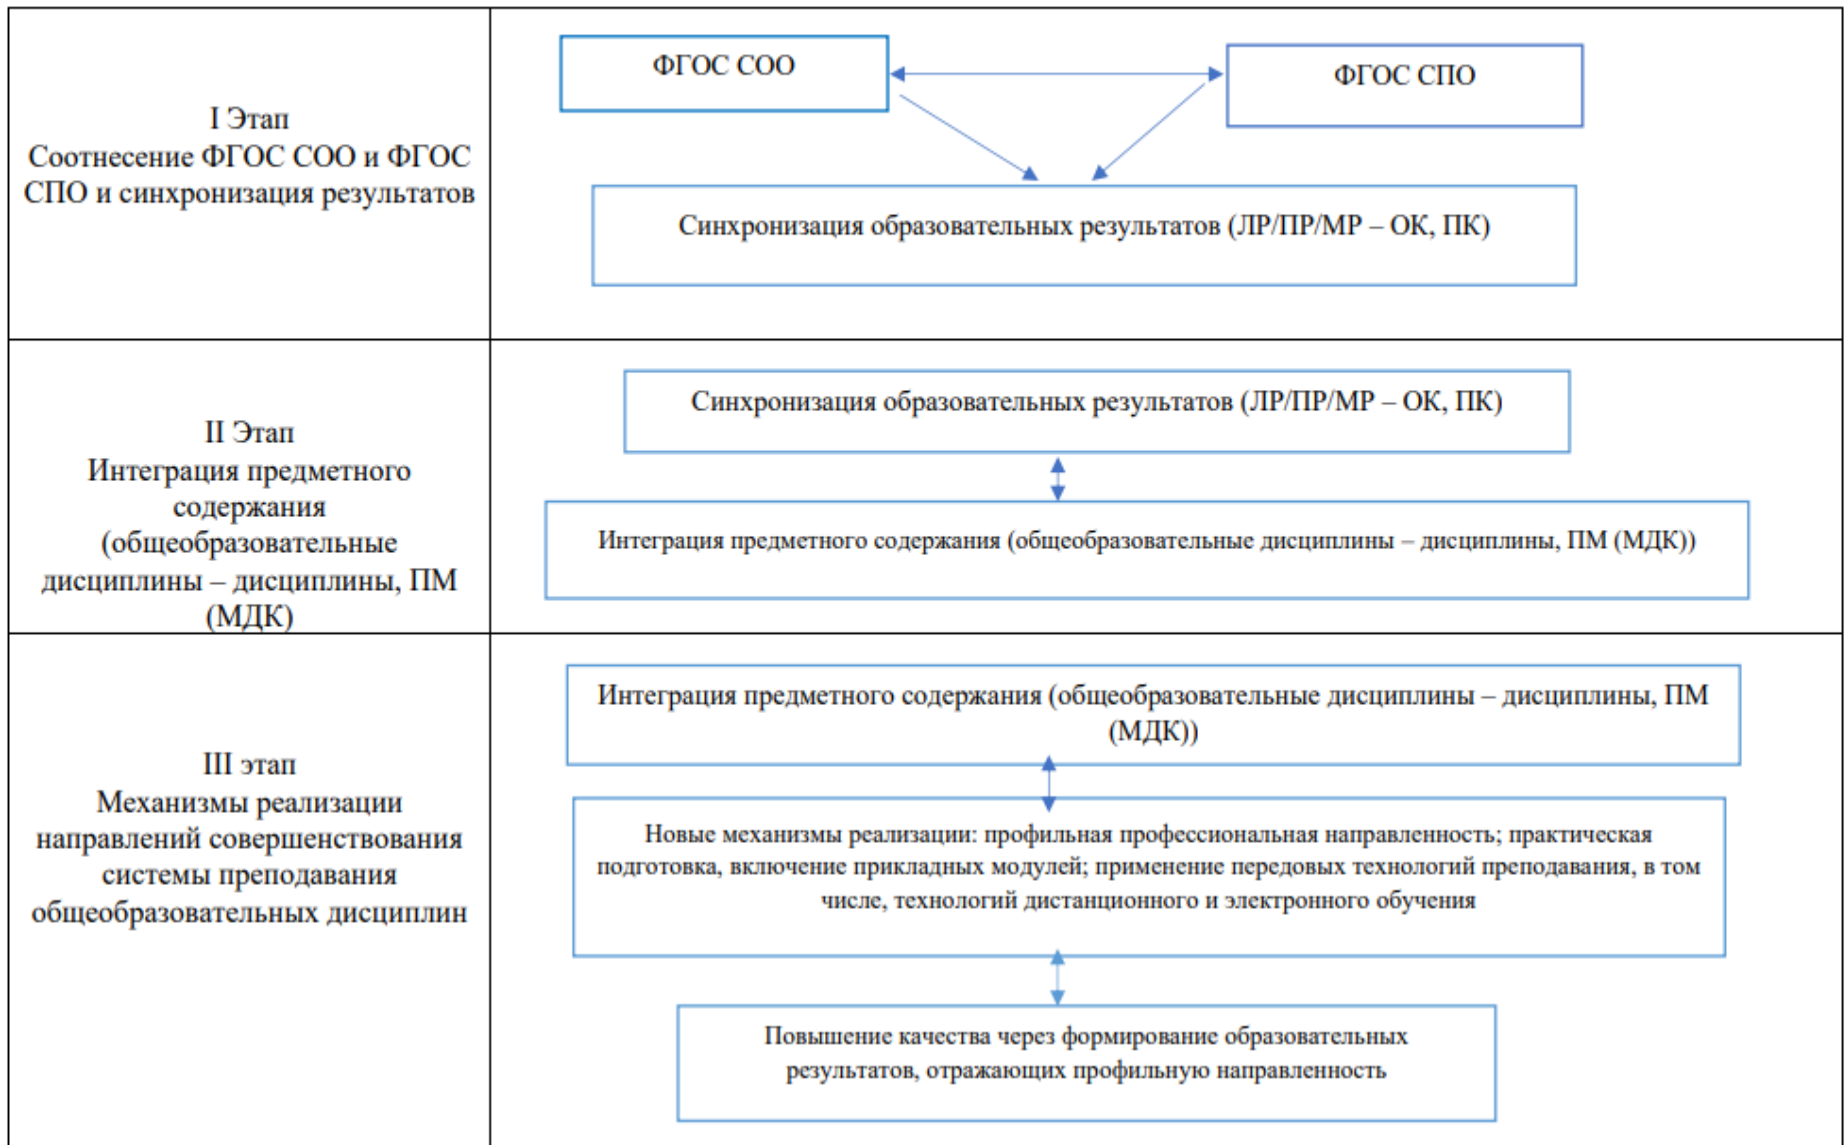 I Этап
Соотнесение ФГОС СОО и ФГОС
СПО и синхронизация результатов
ФГОС СОО
ФГОС СПО
Синхронизация образовательных результатов (ЛР/ПР/МР – ОК, ПК)
II Этап
Интеграция предметного
содержания
(общеобразовательные
дисциплины – дисциплины, ПМ
(МДК)
Синхронизация образовательных результатов (ЛР/ПР/МР – ОК, ПК)
Интеграция предметного содержания (общеобразовательные дисциплины – дисциплины, ПМ (МДК))
III этап
Механизмы реализации
направлений совершенствования
системы преподавания
общеобразовательных дисциплин
Интеграция предметного содержания (общеобразовательные дисциплины – дисциплины, ПМ
(МДК))
Новые механизмы реализации: профильная профессиональная направленность; практическая
подготовка, включение прикладных модулей; применение передовых технологий преподавания, в том
числе, технологий дистанционного и электронного обучения
Повышение качества через формирование образовательных
результатов, отражающих профильную направленность